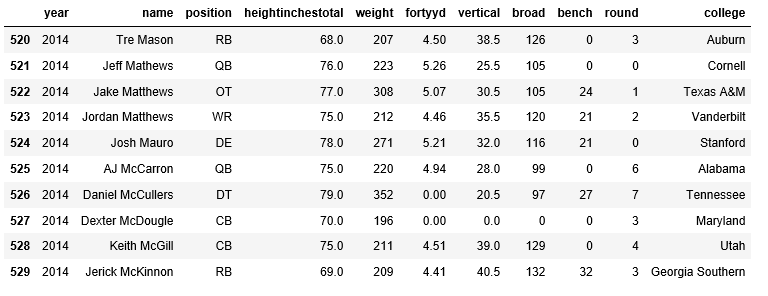 year name position heightinchestotal weight fortyyd vertical broad bench round college
520 2014 Tre Mason RB 68.0 207 4.50 38.5 126 0 3 Auburn
521 2014 Jeff Mathews QB 76.0 223 5.26 25.5 105 0 0 Cornell
522 2014 Jake Matthews OT 77.0 308 5.07 30.5 105 24 1 Texas A&M
523 2014 Jordan Matthews WR 75.0 212 4.46 35.5 120 21 2 Vanderbilt
524 2014 Josh Mauro DE 78.0 271 5.21 32.0 116 21 0 Stanford
525 2014 AJ McCarron QB 75.0 220 4.94 28.0 99 0 6 Alabama
526 2014 Daniel McCullers DT 79.0 352 0.00 20.5 97 27 7 Tennessee
527 2014 Dexter McDougle CB 70.0 196 0.00 0.0 0 0 3 Maryland
528 2014 Keith McGill CB 75.0 211 4.51 39.0 129 0 4 Utah
529 2014 Jerick McKinnon RB 69.0 209 4.41 40.5 132 32 3 Georgia Southern